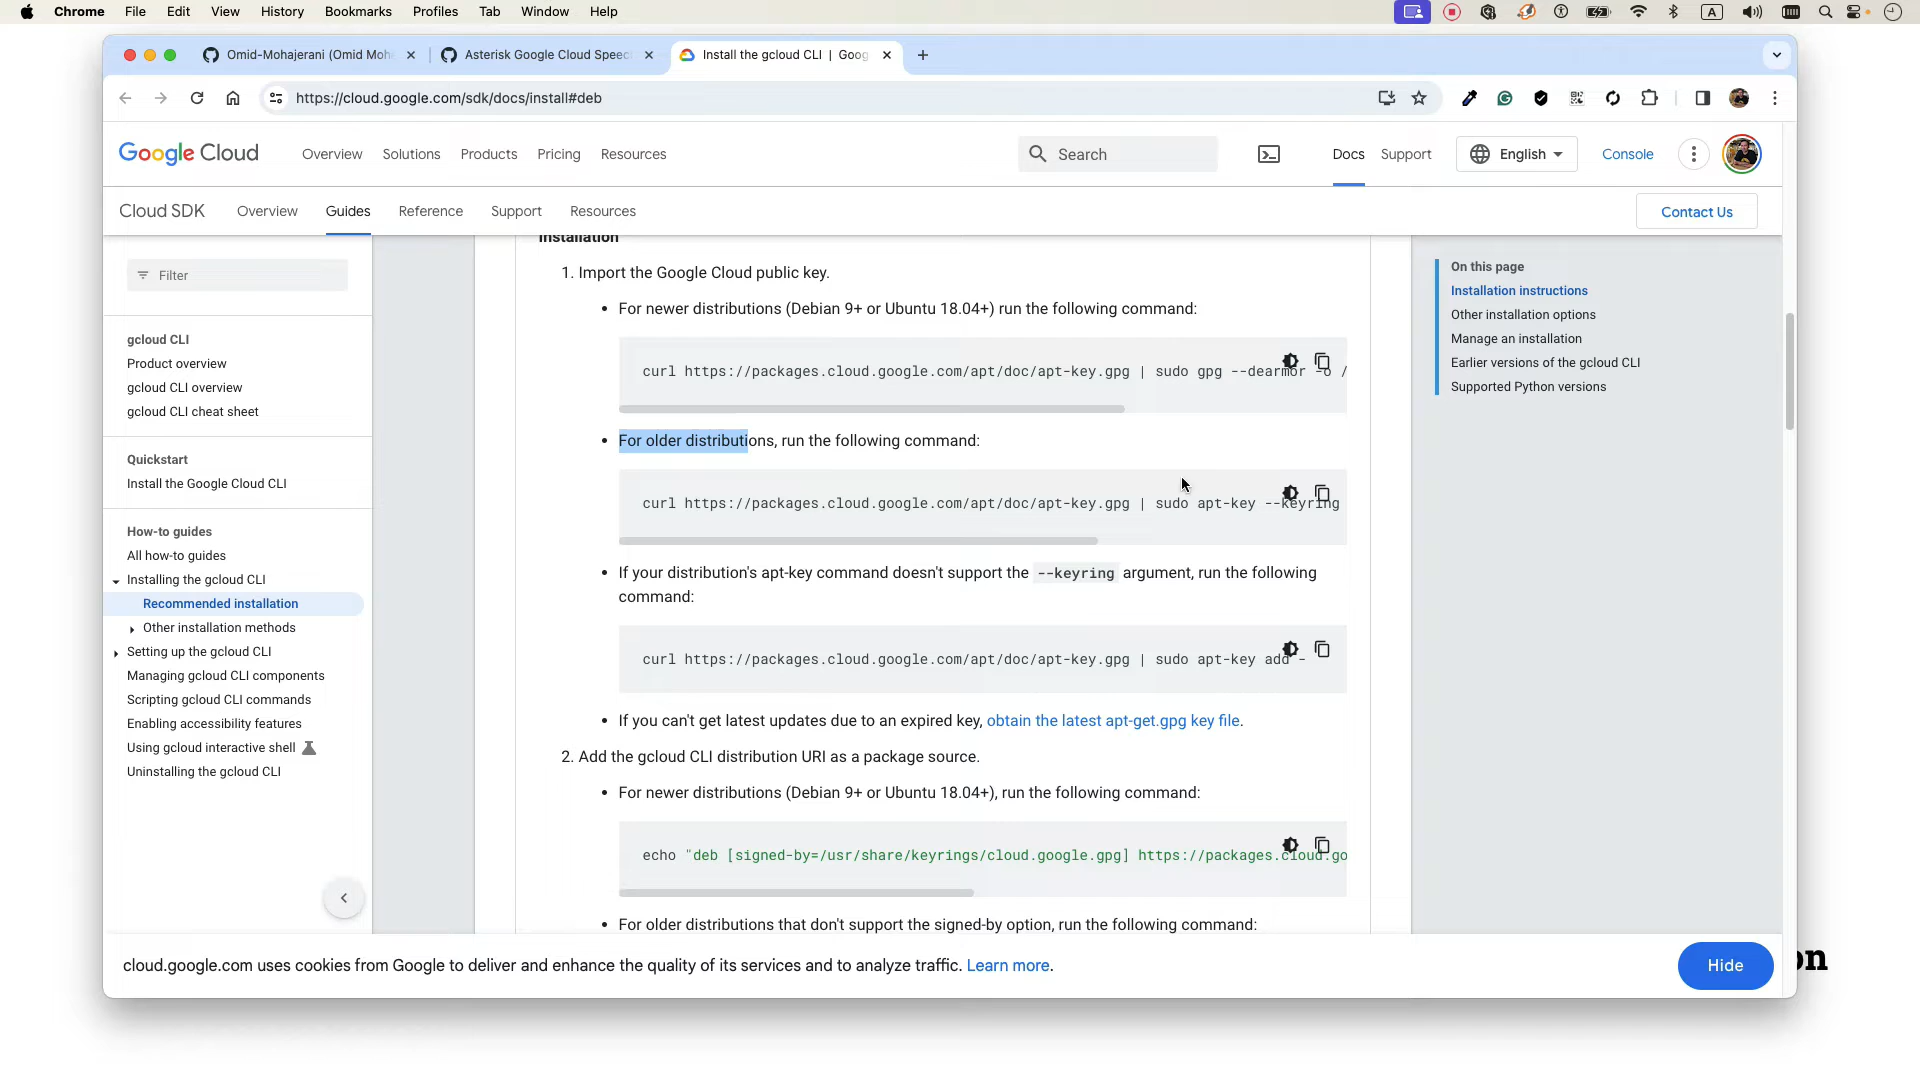 Chrome File Edit View History Bookmarks Profiles Tab Window Help A
Omid-Mohajerani (Omid Moh
Asterisk Google Cloud Speec
Install the gcloud CLI | Goog
https://cloud.google.com/sdk/docs/install#deb
Google Cloud Overview Solutions Products Pricing Resources Search Docs Support English Console
Cloud SDK Overview Guides Reference Support Resources Contact Us
Filter
gcloud CLI
Product overview
gcloud CLI overview
gcloud CLI cheat sheet
Quickstart
Install the Google Cloud CLI
How-to guides
All how-to guides
Installing the gcloud CLI
Recommended installation
Other installation methods
Setting up the gcloud CLI
Managing gcloud CLI components
Scripting gcloud CLI commands
Enabling accessibility features
Using gcloud interactive shell
Uninstalling the gcloud CLI
Installation
1. Import the Google Cloud public key.
• For newer distributions (Debian 9+ or Ubuntu 18.04+) run the following command:
curl https://packages.cloud.google.com/apt/doc/apt-key.gpg | sudo gpg --dearmor -o /
• For older distributions, run the following command:
curl https://packages.cloud.google.com/apt/doc/apt-key.gpg | sudo apt-key --keyring
• If your distribution's apt-key command doesn't support the --keyring argument, run the following
command:
curl https://packages.cloud.google.com/apt/doc/apt-key.gpg | sudo apt-key add -
• If you can't get latest updates due to an expired key, obtain the latest apt-get.gpg key file.
2. Add the gcloud CLI distribution URI as a package source.
• For newer distributions (Debian 9+ or Ubuntu 18.04+), run the following command:
echo "deb [signed-by=/usr/share/keyrings/cloud.google.gpg] https://packages.cloud.go
• For older distributions that don't support the signed-by option, run the following command:
On this page
Installation instructions
Other installation options
Manage an installation
Earlier versions of the gcloud CLI
Supported Python versions
cloud.google.com uses cookies from Google to deliver and enhance the quality of its services and to analyze traffic. Learn more.
Hide
on